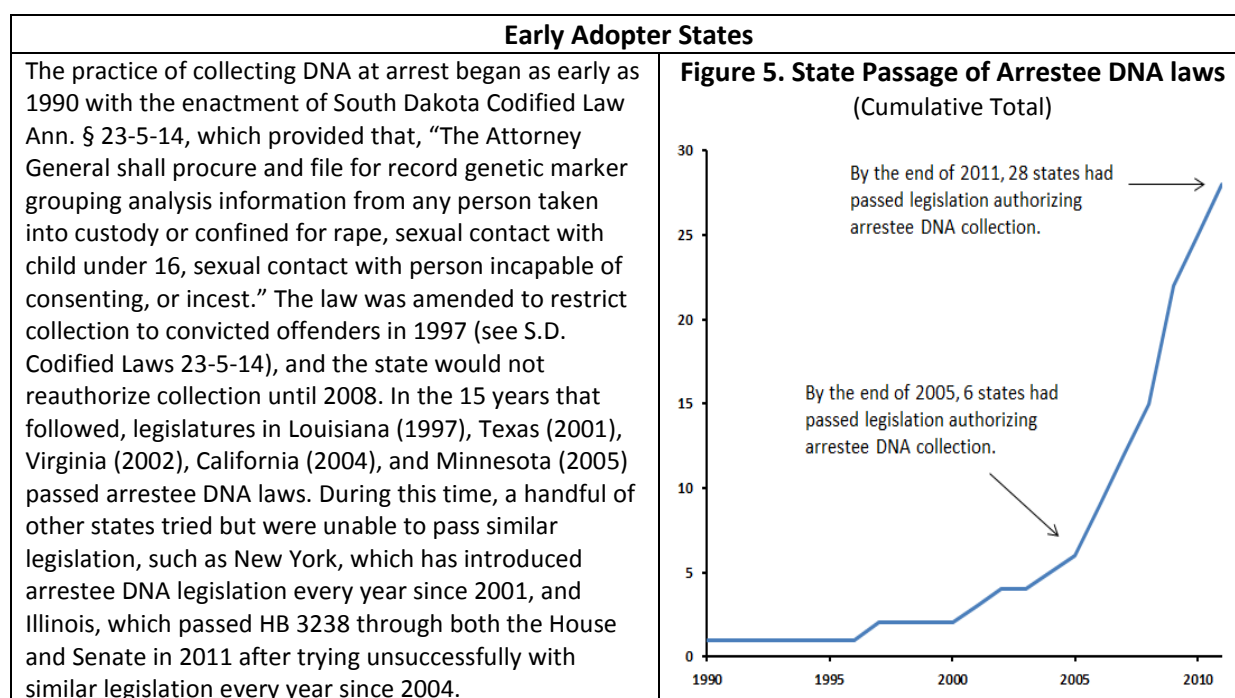 Early Adopter States
The practice of collecting DNA at arrest began as early as
1990 with the enactment of South Dakota Codified Law
Ann. § 23-5-14, which provided that, “The Attorney
General shall procure and file for record genetic marker
grouping analysis information from any person taken
into custody or confined for rape, sexual contact with
child under 16, sexual contact with person incapable of
consenting, or incest.” The law was amended to restrict
collection to convicted offenders in 1997 (see S.D.
Codified Laws 23-5-14), and the state would not
reauthorize collection until 2008. In the 15 years that
followed, legislatures in Louisiana (1997), Texas (2001),
Virginia (2002), California (2004), and Minnesota (2005)
passed arrestee DNA laws. During this time, a handful of
other states tried but were unable to pass similar
legislation, such as New York, which has introduced
arrestee DNA legislation every year since 2001, and
Illinois, which passed HB 3238 through both the House
and Senate in 2011 after trying unsuccessfully with
similar legislation every year since 2004.
Figure 5. State Passage of Arrestee DNA laws
(Cumulative Total)
30
25
20
15
10
5
0
By the end of 2011, 28 states had
passed legislation authorizing
arrestee DNA collection.
By the end of 2005, 6 states had
passed legislation authorizing
arrestee DNA collection.
1990 1995 2000 2005 2010